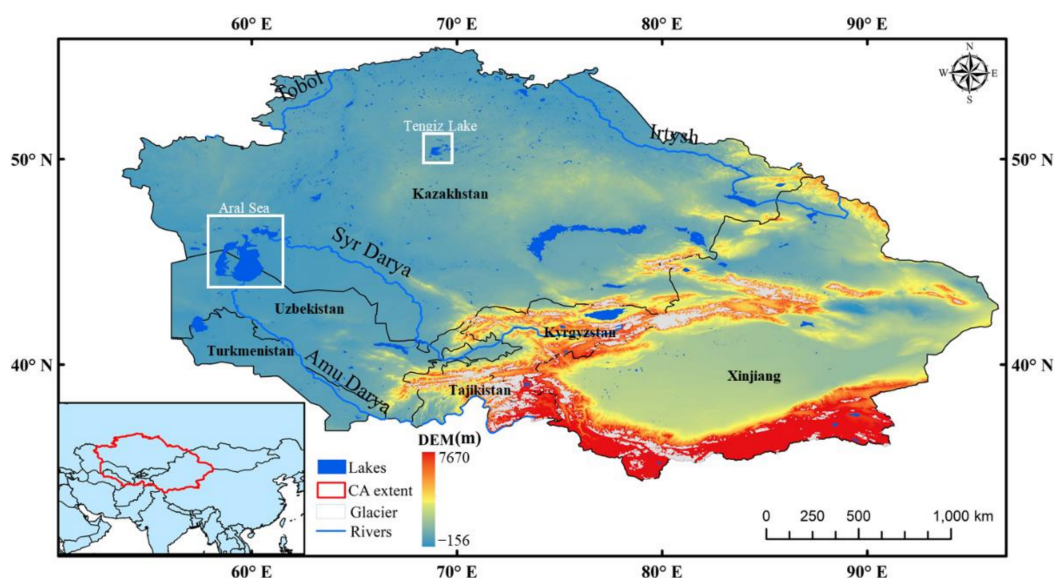 60° E 70° E 80° E 90° E
N
W E
S
Tobol
Irtysh
Tengiz Lake
50° N 50° N
Kazakhstan
Aral Sea
Syr Darya
Uzbekistan
Kyrgyzstan
Turkmenistan
40° N 40° N
Amu Darya
Tajikistan
Xinjiang
DEM(m)
7670
-156
Lakes
CA extent
Glacier
Rivers
0 250 500 1,000 km
60° E 70° E 80° E 90° E